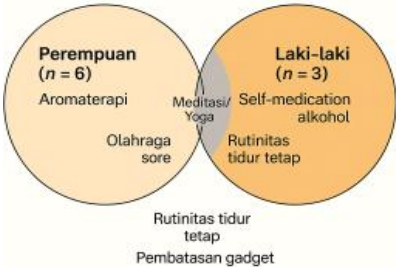 Perempuan
(n = 6)
Aromaterapi
Olahraga
sore
Meditasi/
Yoga
Laki-laki
(n = 3)
Self-medication
alkohol
Rutinitas
tidur tetap
Rutinitas tidur
tetap
Pembatasan gadget